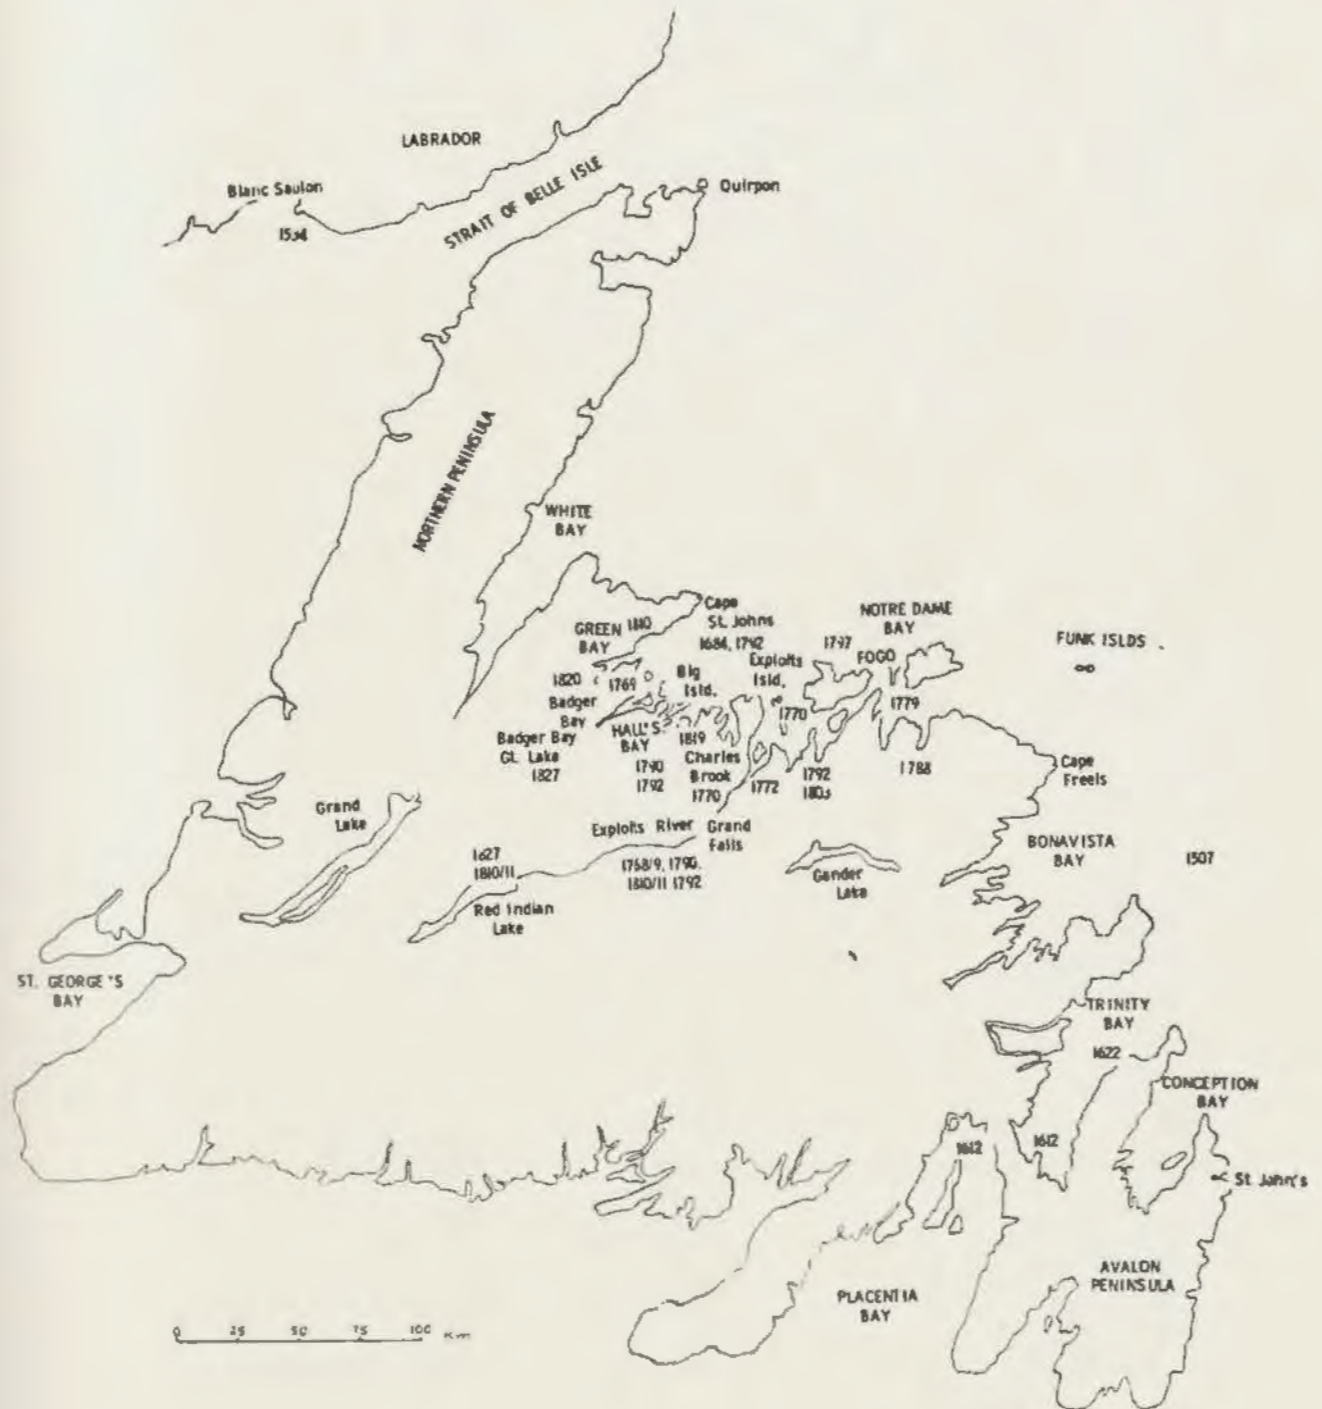 LABRADOR
Blanc Saulon
1534
STRAIT OF BELLE ISLE
Quirpon
NORTHERN PENINSULA
WHITE
BAY
Cape
St. Johns
1684, 1792
GREEN 1810
BAY
NOTRE DAME
BAY
1797
FOGO
FUNK ISLDS
Exploits
Isld.
Big
Isld.
1820
1769
1770
1779
Badger
Bay
HALL'S
BAY
1819
Badger Bay
Gt. Lake
1827
1790
1792
Charles
Brook
1770
1772
1792
1803
1788
Cape
Freels
Grand
Lake
Exploits River
Grand
Falls
1827
1810/11
1768/9, 1790.
1810/11 1792
Gander
Lake
BONAVISTA
BAY
1507
Red Indian
Lake
ST. GEORGE'S
BAY
TRINITY
BAY
1622
CONCEPTION
BAY
1612
1612
St. John's
AVALON
PENINSULA
PLACENTIA
BAY
0 25 50 75 100 Km